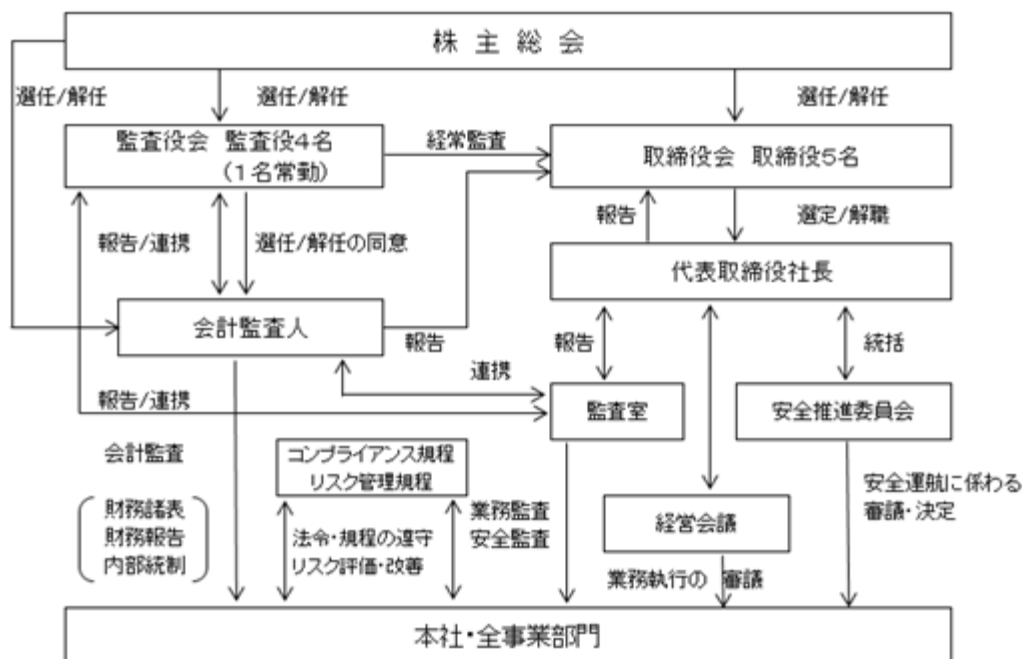 株主総会
選任/解任
選任/解任
選任/解任
監査役会 監査役4名
(1名常勤)
経常監査
取締役会 取締役5名
報告/連携
選任/解任の同意
報告
選定/解職
代表取締役社長
会計監査人
報告
報告
統括
連携
報告/連携
監査室
安全推進委員会
会計監査
コンプライアンス規程
リスク管理規程
財務諸表
財務報告
内部統制
法令・規程の遵守
リスク評価・改善
業務監査
安全監査
経営会議
安全運航に係わる
審議・決定
業務執行の 審議
本社・全事業部門